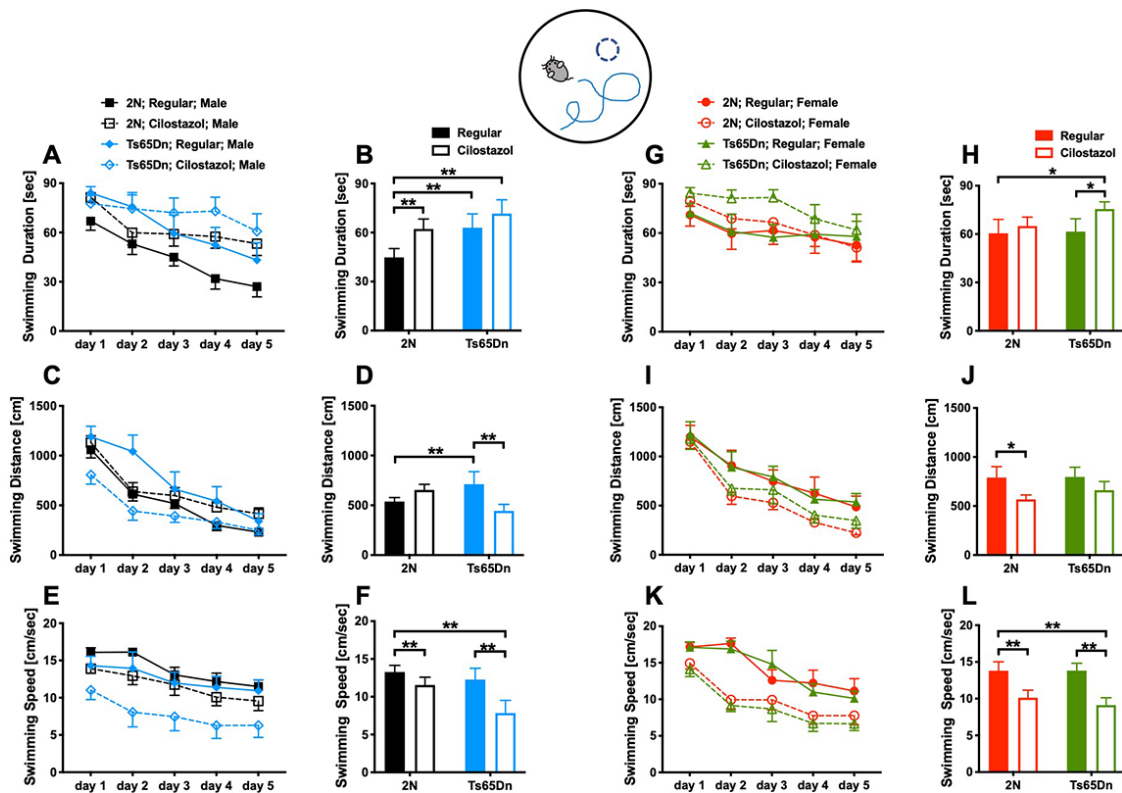 2N; Regular; Male
2N; Cilostazol; Male
Ts65Dn; Regular; Male
Ts65Dn; Cilostazol; Male
Regular
Cilostazol
2N; Regular; Female
2N; Cilostazol; Female
Ts65Dn; Regular; Female
Ts65Dn; Cilostazol; Female
Regular
Cilostazol
A
Swimming Duration [sec]
90
60
30
0
day 1 day 2 day 3 day 4 day 5
B
Swimming Duration [sec]
90
60
30
0
**
**
**
2N Ts65Dn
G
Swimming Duration [sec]
90
60
30
0
day 1 day 2 day 3 day 4 day 5
H
Swimming Duration [sec]
90
60
30
0
*
*
2N Ts65Dn
C
Swimming Distance [cm]
1500
1000
500
0
day 1 day 2 day 3 day 4 day 5
D
Swimming Distance [cm]
1500
1000
500
0
**
**
2N Ts65Dn
I
Swimming Distance [cm]
1500
1000
500
0
day 1 day 2 day 3 day 4 day 5
J
Swimming Distance [cm]
1500
1000
500
0
*
2N Ts65Dn
E
Swimming Speed [cm/sec]
20
15
10
5
0
day 1 day 2 day 3 day 4 day 5
F
Swimming Speed [cm/sec]
20
15
10
5
0
**
**
**
2N Ts65Dn
K
Swimming Speed [cm/sec]
20
15
10
5
0
day 1 day 2 day 3 day 4 day 5
L
Swimming Speed [cm/sec]
20
15
10
5
0
**
**
**
2N Ts65Dn